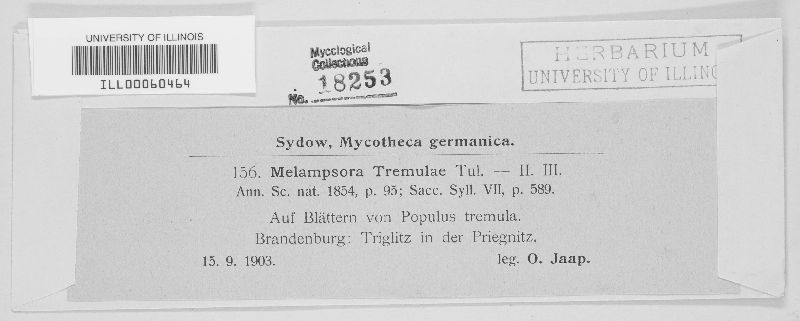 UNIVERSITY OF ILLINOIS
ILL00060464
Mycological
Collections
No. 18253
HERBARIUM
UNIVERSITY OF ILLINO
Sydow, Mycotheca germanica.
156. Melampsora Tremulae Tul. — II. III.
Ann. Sc. nat. 1854, p. 95; Sacc. Syll. VII, p. 589.
Auf Blättern von Populus tremula.
Brandenburg: Triglitz in der Priegnitz.
15. 9. 1903. leg. O. Jaap.